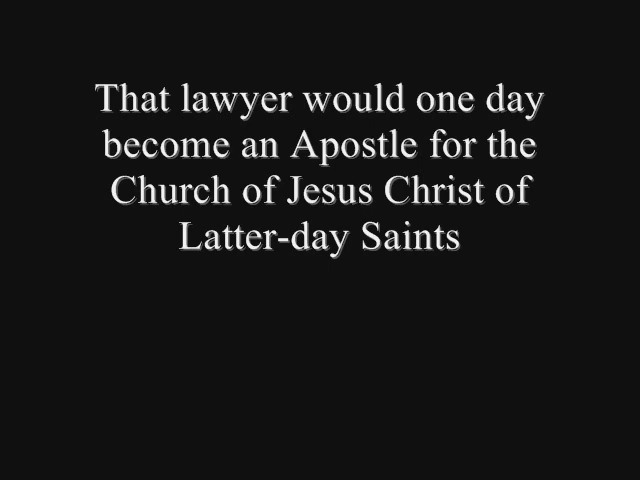 That lawyer would one day
become an Apostle for the
Church of Jesus Christ of
Latter-day Saints